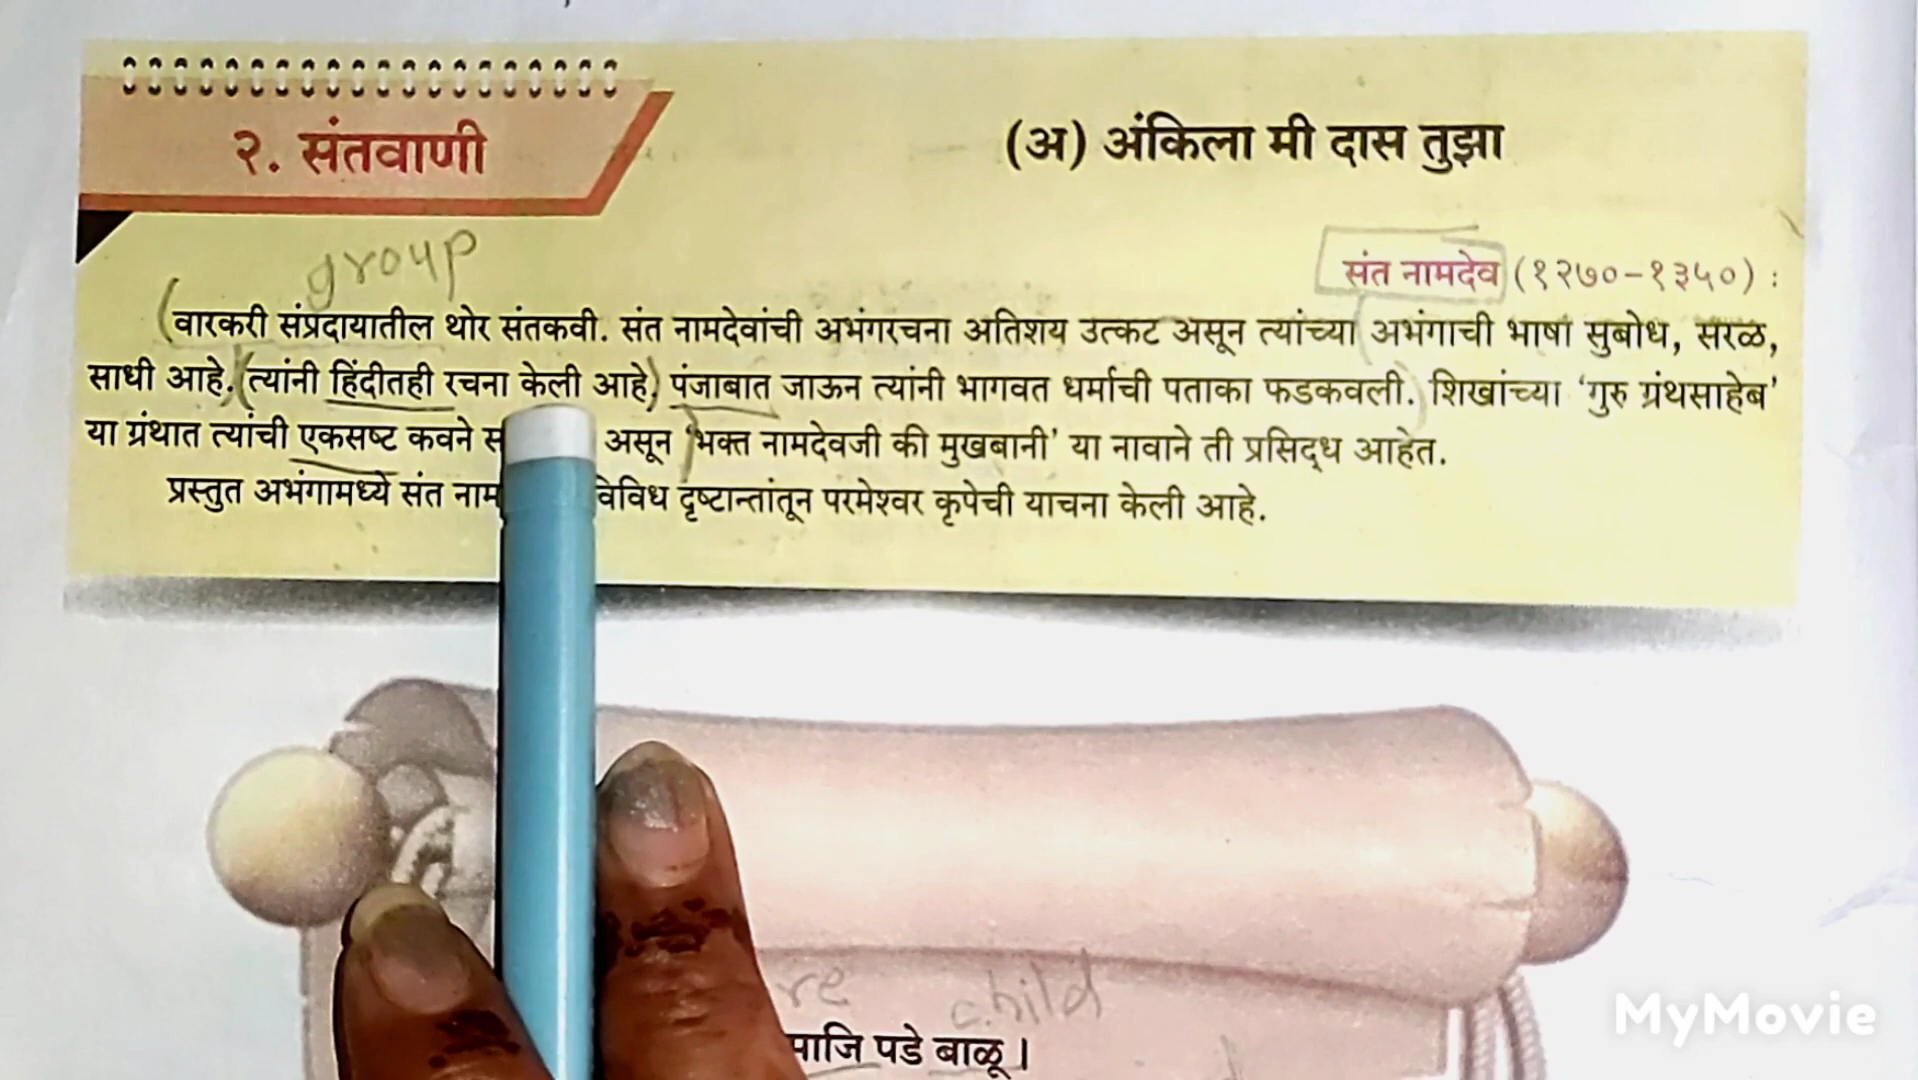 २. संतवाणी
(अ) अंकिला मी दास तुझा
group
संत नामदेव (१२७०-१३५०) :
वारकरी संप्रदायातील थोर संतकवी. संत नामदेवांची अभंगरचना अतिशय उत्कट असून त्यांच्या अभंगाची भाषा सुबोध, सरळ,
साधी आहे. (त्यांनी हिंदीतही रचना केली आहे.) पंजाबात जाऊन त्यांनी भागवत धर्माची पताका फडकवली. शिखांच्या ‘गुरु ग्रंथसाहेब’
या ग्रंथात त्यांची एकसष्ट कवने असून ‘भक्त नामदेवजी की मुखबानी’ या नावाने ती प्रसिद्ध आहेत.
प्रस्तुत अभंगामध्ये संत विविध दृष्टान्तांतून परमेश्वर कृपेची याचना केली आहे.
child
पडे बाळू ।
MyMovie